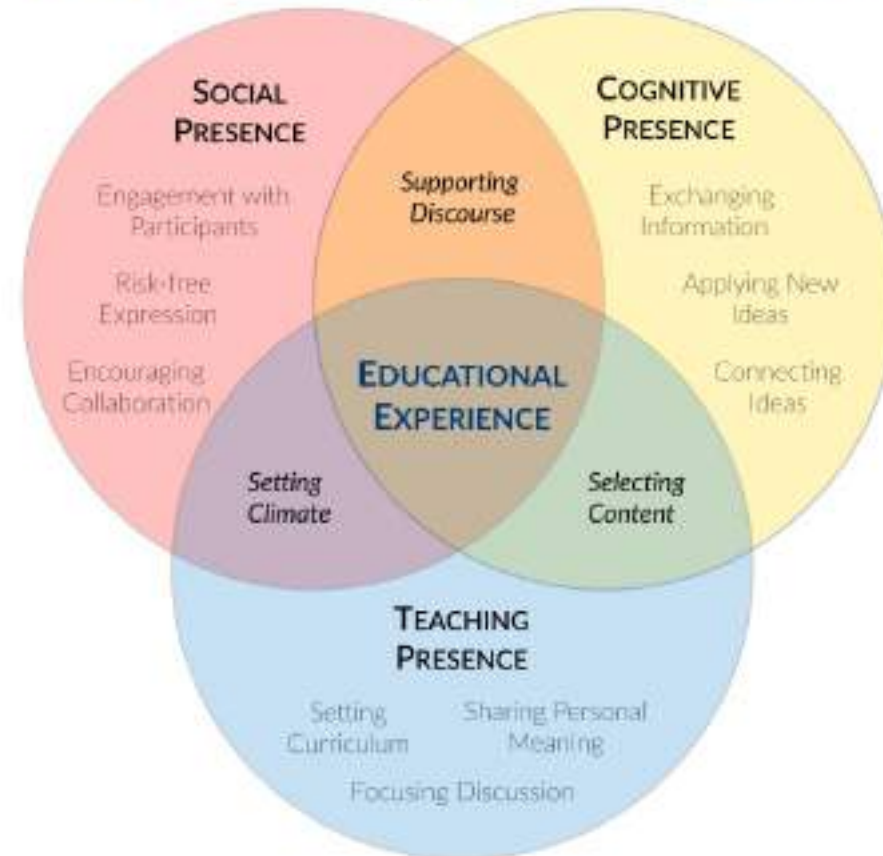 SOCIAL
PRESENCE
Engagement with
Participants
Risk-free
Expression
Encouraging
Collaboration
Supporting
Discourse
COGNITIVE
PRESENCE
Exchanging
Information
Applying New
Ideas
Connecting
Ideas
EDUCATIONAL
EXPERIENCE
Setting
Climate
Selecting
Content
TEACHING
PRESENCE
Setting
Curriculum
Sharing Personal
Meaning
Focusing Discussion